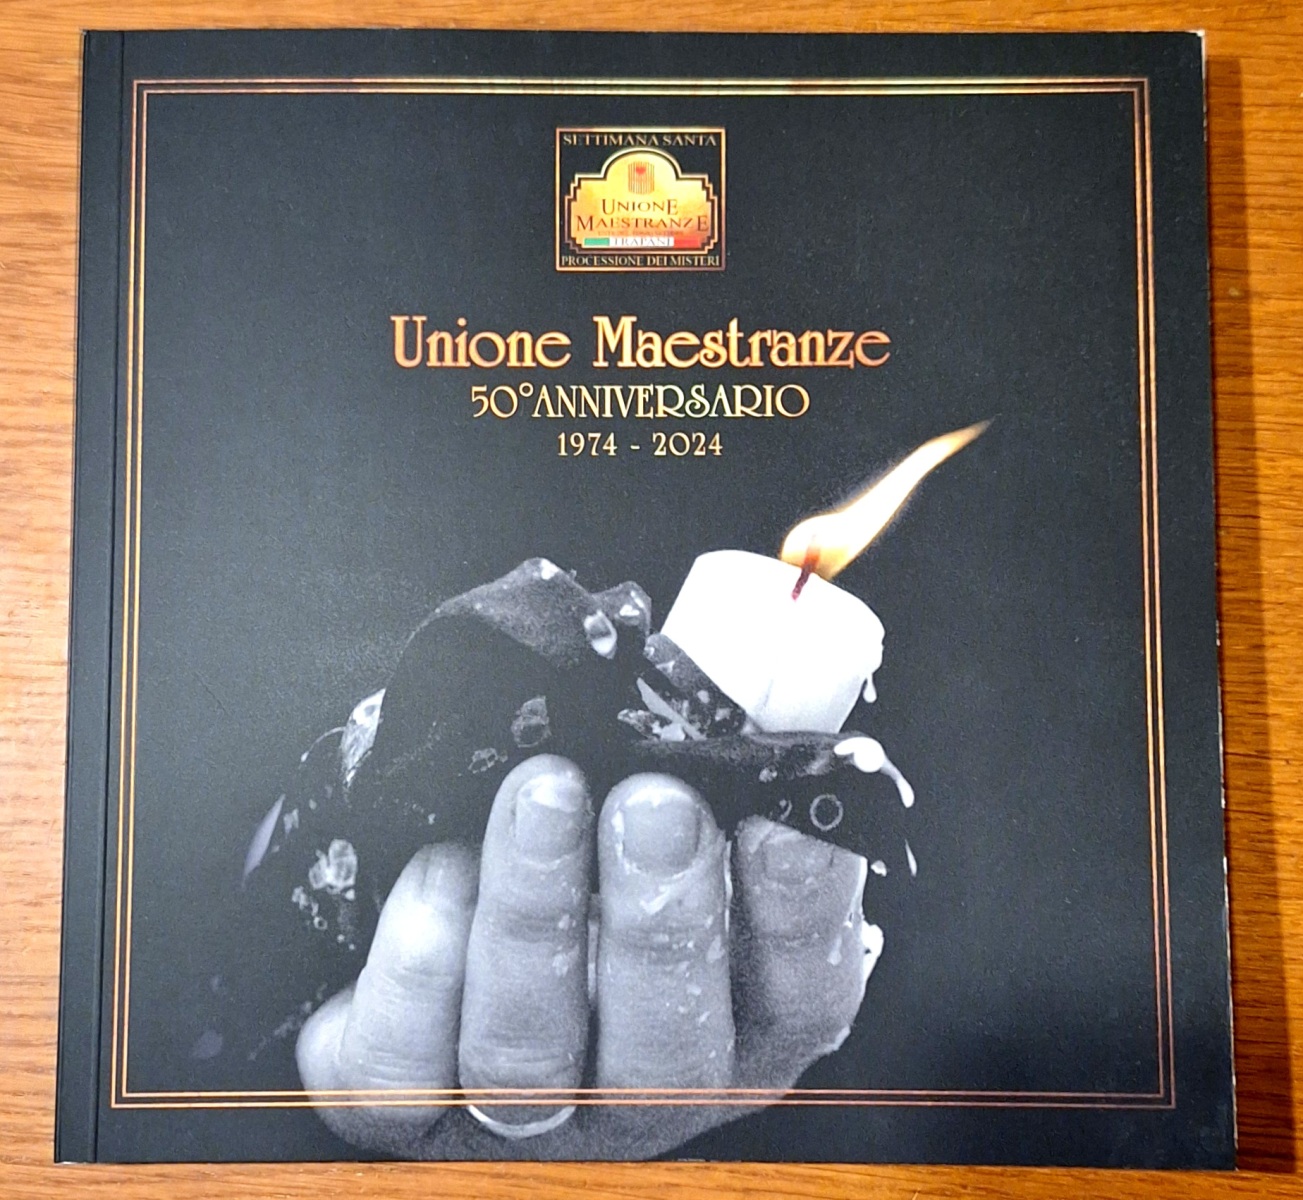 SETTIMANA SANTA
UNIONE
MAESTRANZE
TRAPANI
PROCESSIONE DEI MISTERI
Unione Maestranze
50°ANNIVERSARIO
1974 - 2024